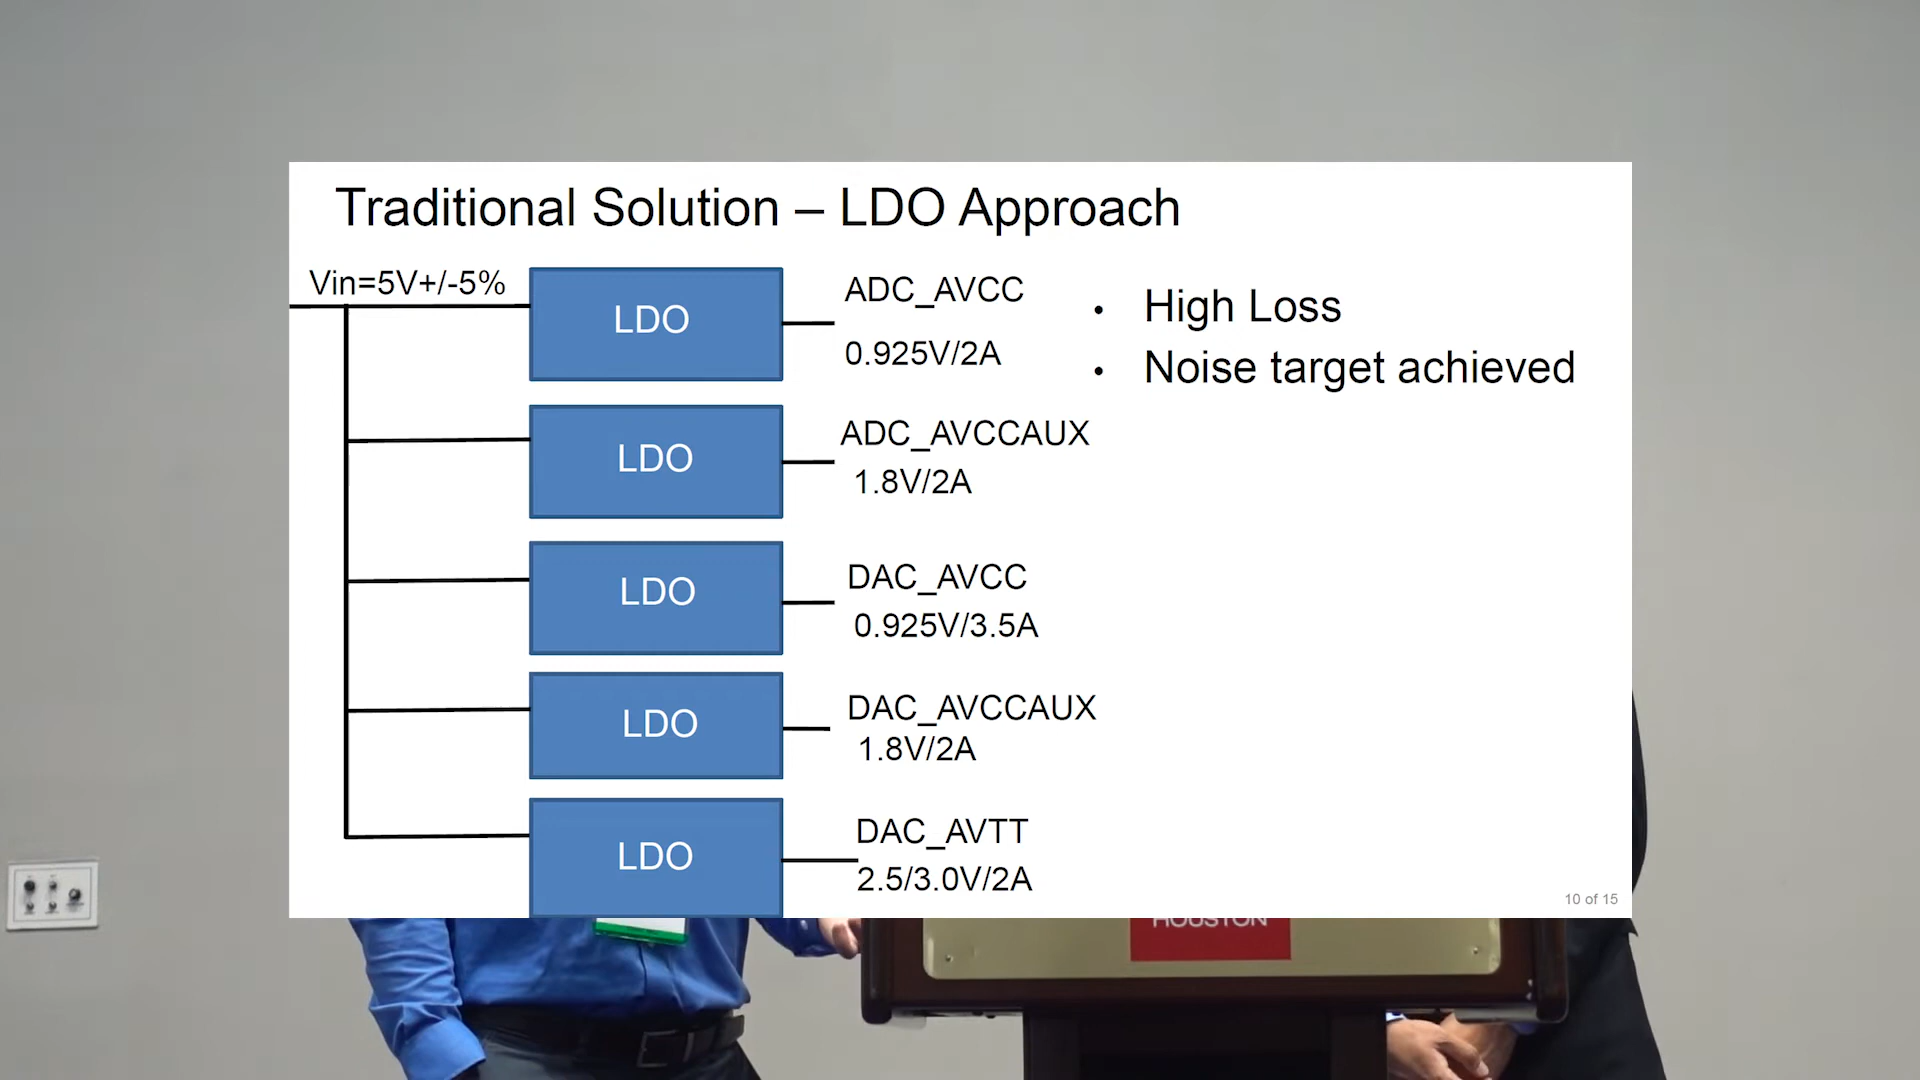 Traditional Solution – LDO Approach
Vin=5V+/-5%
LDO
ADC_AVCC
0.925V/2A
• High Loss
• Noise target achieved
LDO
ADC_AVCCAUX
1.8V/2A
LDO
DAC_AVCC
0.925V/3.5A
LDO
DAC_AVCCAUX
1.8V/2A
LDO
DAC_AVTT
2.5/3.0V/2A
10 of 15
HOUSTON